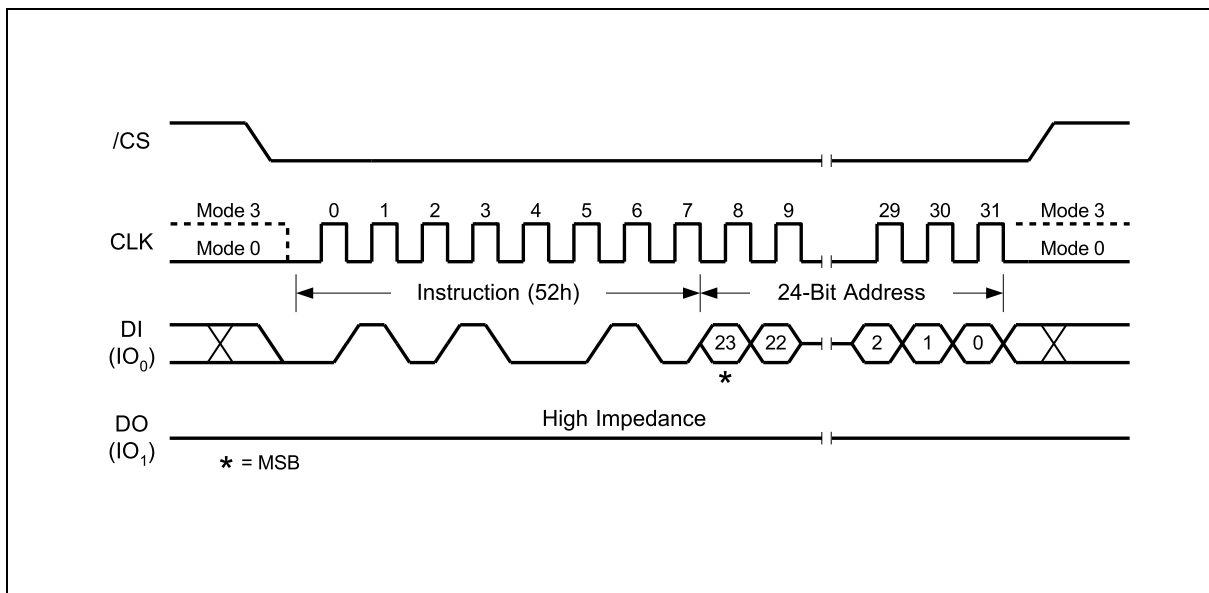 /CS
Mode 3 0 1 2 3 4 5 6 7 8 9 29 30 31 Mode 3
CLK
Mode 0 Mode 0
Instruction (52h) 24-Bit Address
DI
(IO0) 23 22 2 1 0
*
High Impedance
DO
(IO1)
* = MSB